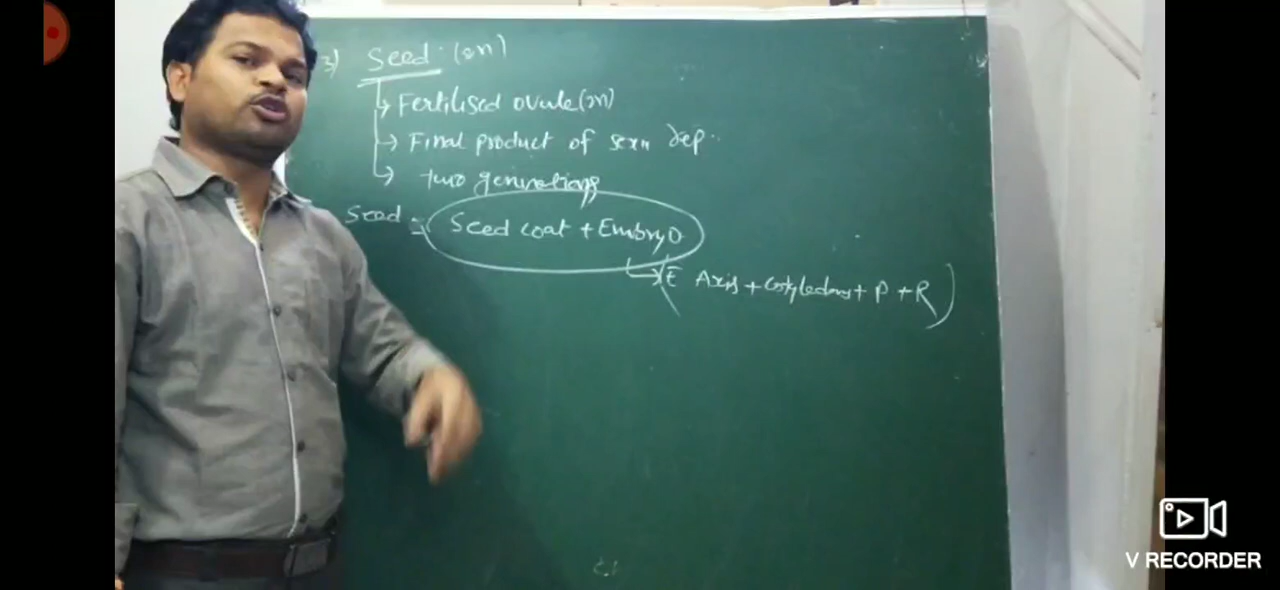 3) Seed (2n)
→ Fertilised ovule (2n)
→ Final product of sexu rep.
→ two generations
Seed = Seed coat + Embryo
(E Axis + Cotyledons + P + R)
V RECORDER